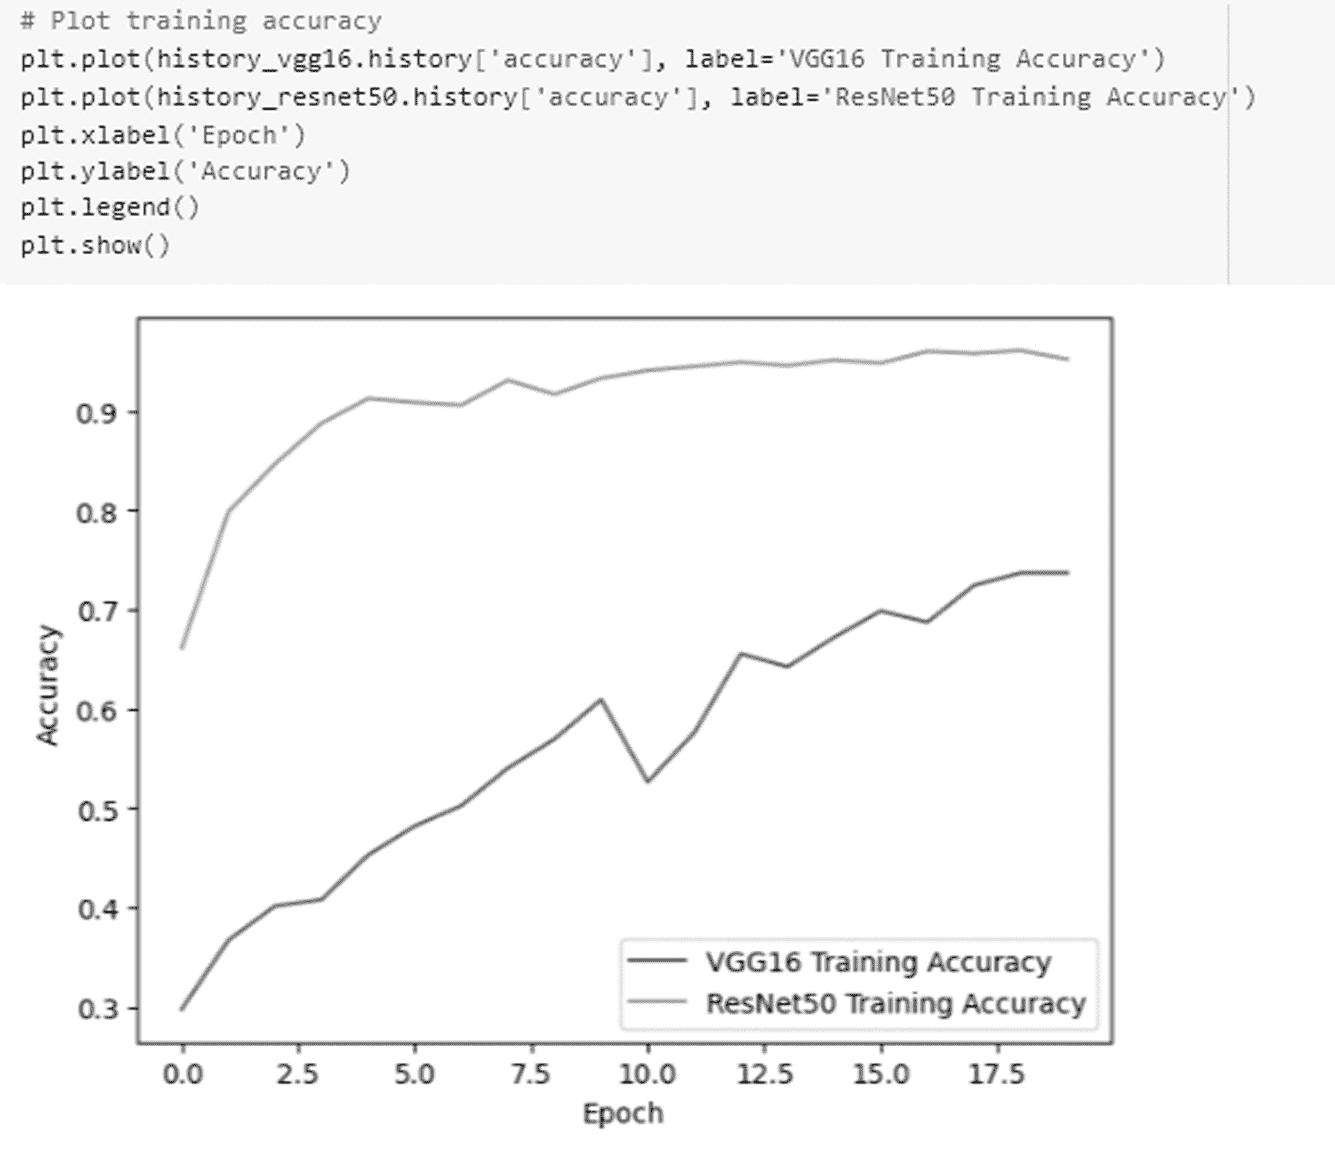 # Plot training accuracy
plt.plot(history_vgg16.history['accuracy'], label='VGG16 Training Accuracy')
plt.plot(history_resnet50.history['accuracy'], label='ResNet50 Training Accuracy')
plt.xlabel('Epoch')
plt.ylabel('Accuracy')
plt.legend()
plt.show()
0.9
0.8
0.7
0.6
0.5
0.4
0.3
Accuracy
VGG16 Training Accuracy
ResNet50 Training Accuracy
0.0 2.5 5.0 7.5 10.0 12.5 15.0 17.5
Epoch